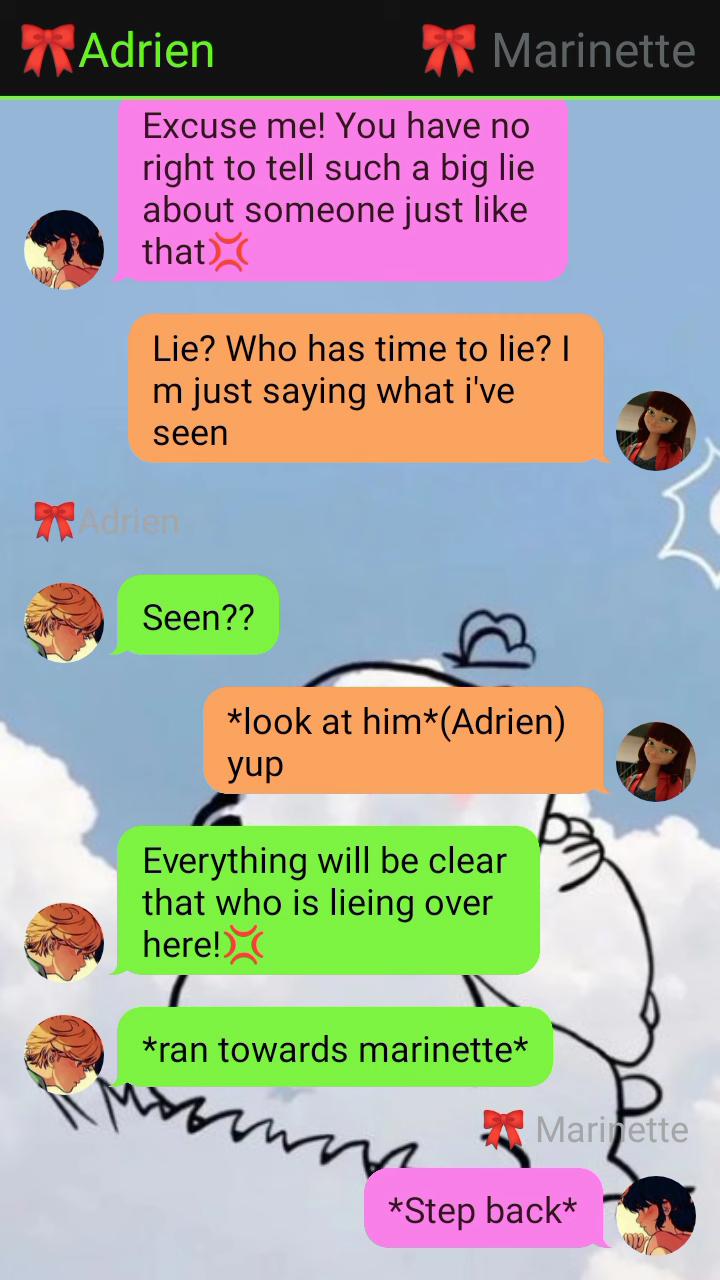 🎀Adrien
🎀 Marinette
Excuse me! You have no
right to tell such a big lie
about someone just like
that💢
Lie? Who has time to lie? I
m just saying what i've
seen
🎀Adrien
Seen??
*look at him*(Adrien)
yup
Everything will be clear
that who is lieing over
here!💢
*ran towards marinette*
🎀 Marinette
*Step back*